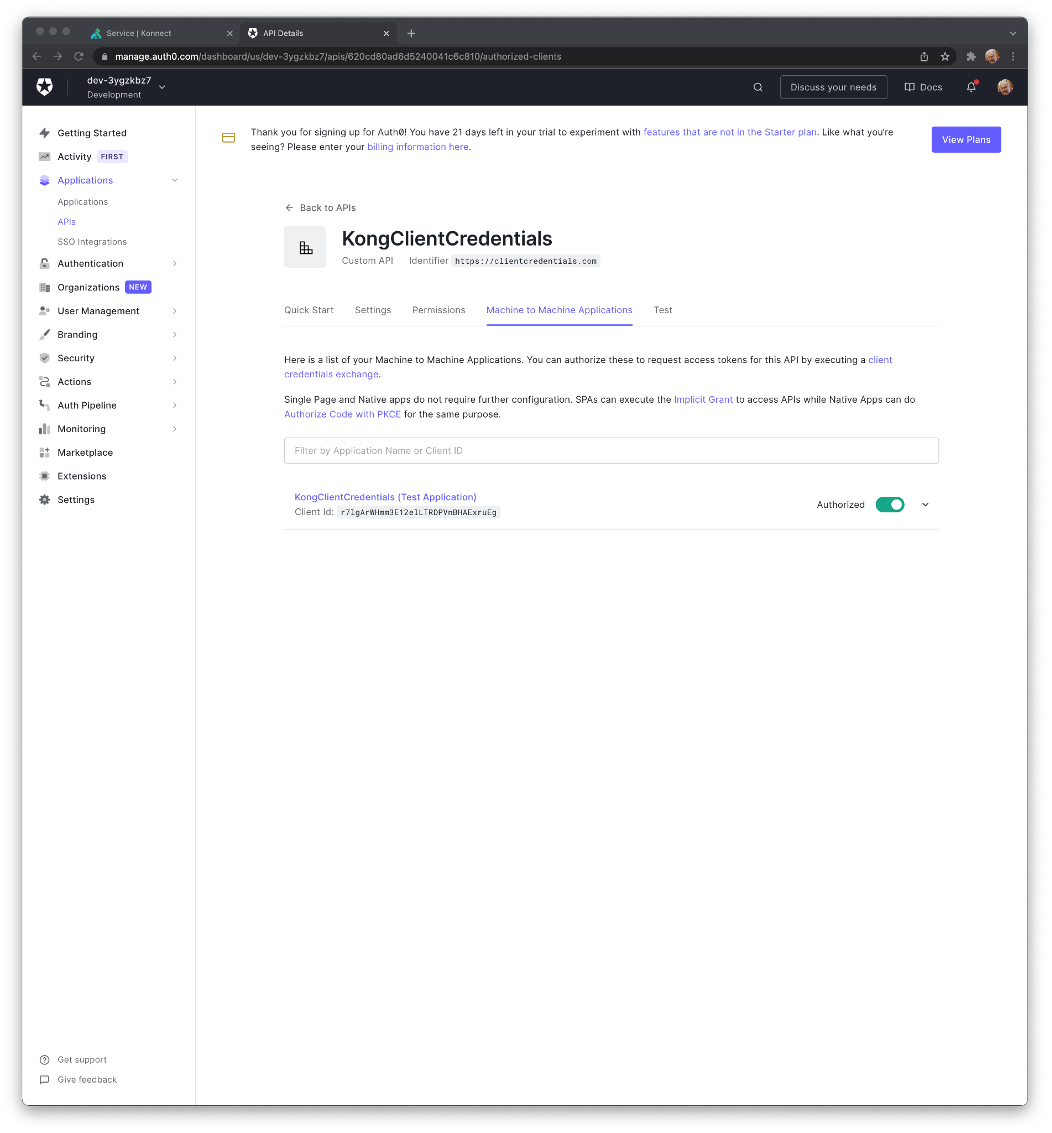 Service | Konnect
API Details
manage.auth0.com/dashboard/us/dev-3ygzkbz7/apis/620cd80ad6d5240041c6c810/authorized-clients
dev-3ygzkbz7
Development
Discuss your needs
Docs
Getting Started
Activity FIRST
Applications
Applications
APIs
SSO Integrations
Authentication
Organizations NEW
User Management
Branding
Security
Actions
Auth Pipeline
Monitoring
Marketplace
Extensions
Settings
Get support
Give feedback
Thank you for signing up for Auth0! You have 21 days left in your trial to experiment with features that are not in the Starter plan. Like what you're
seeing? Please enter your billing information here.
View Plans
Back to APIs
KongClientCredentials
Custom API Identifier https://clientcredentials.com
Quick Start Settings Permissions Machine to Machine Applications Test
Here is a list of your Machine to Machine Applications. You can authorize these to request access tokens for this API by executing a client
credentials exchange.
Single Page and Native apps do not require further configuration. SPAs can execute the Implicit Grant to access APIs while Native Apps can do
Authorize Code with PKCE for the same purpose.
Filter by Application Name or Client ID
KongClientCredentials (Test Application)
Client Id:
Authorized